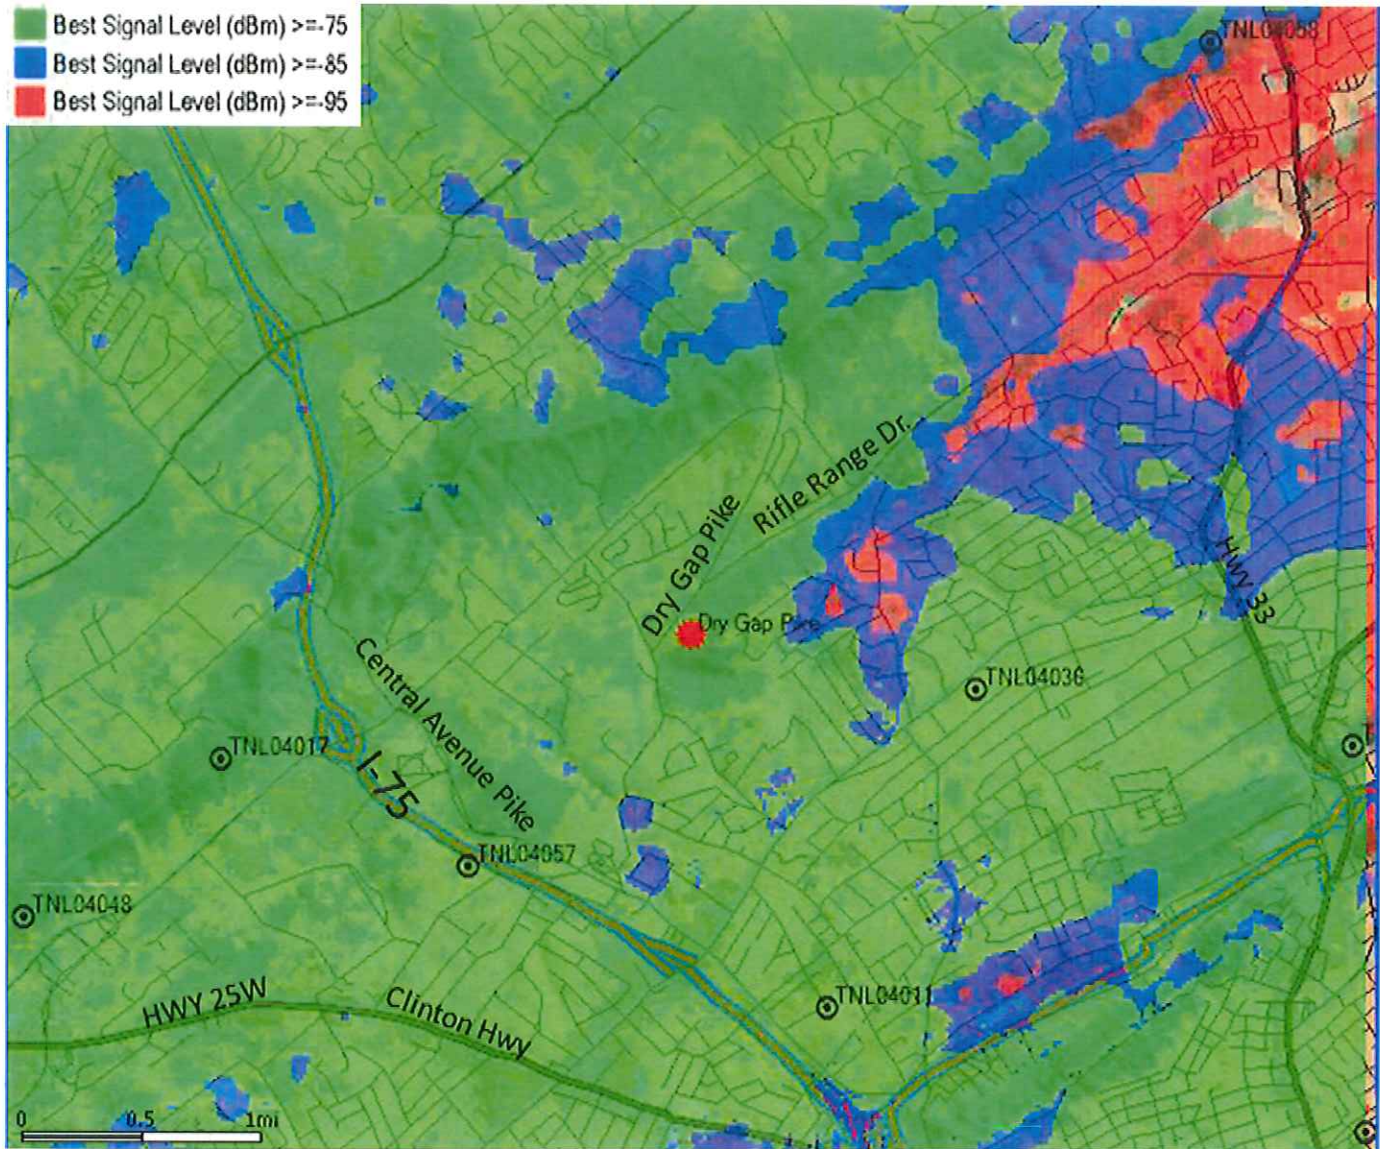 Best Signal Level (dBm) >=-75
Best Signal Level (dBm) >=-85
Best Signal Level (dBm) >=-95
TNL04058
Rifle Range Dr.
Dry Gap Pike
Dry Gap Pike
HWY 33
Central Avenue Pike
TNL04036
TNL04017
I-75
T
TNL04057
TNL04048
TNL04011
HWY 25W
Clinton Hwy
0 0.5 1mi